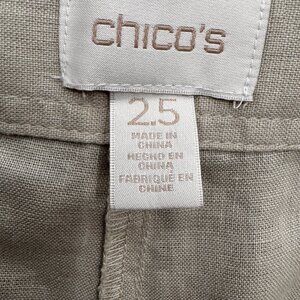 chico's
2.5
MADE IN
CHINA
HECHO EN
CHINA
FABRIQUÉ EN
CHINE